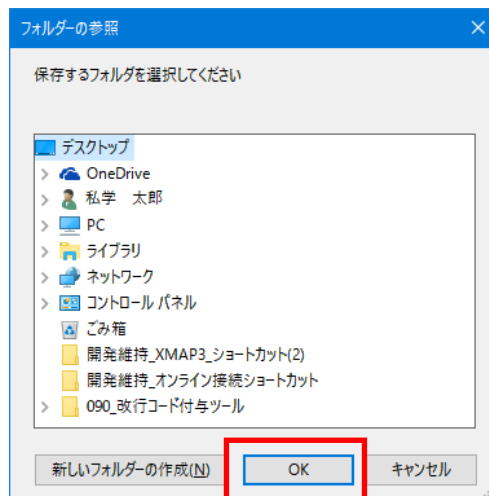 フォルダーの参照
保存するフォルダを選択してください
デスクトップ
OneDrive
私学　太郎
PC
ライブラリ
ネットワーク
コントロール パネル
ごみ箱
開発維持_XMAP3_ショートカット(2)
開発維持_オンライン接続ショートカット
090_改行コード付与ツール
新しいフォルダーの作成(N) OK キャンセル